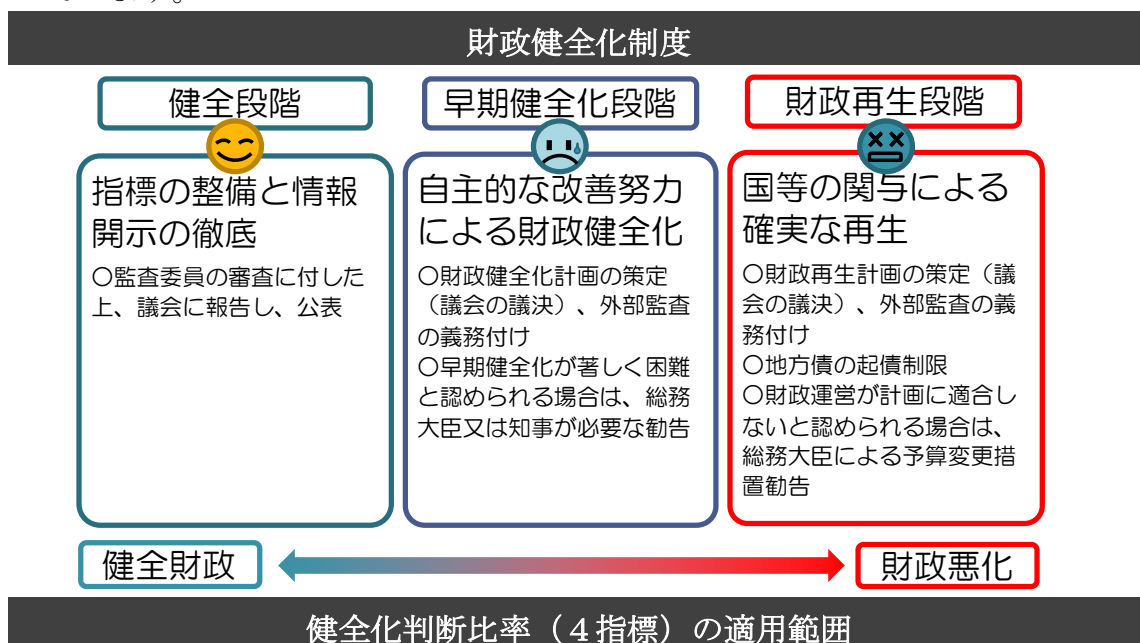 財政健全化制度
健全段階
指標の整備と情報
開示の徹底
〇監査委員の審査に付した
上、議会に報告し、公表
早期健全化段階
自主的な改善努力
による財政健全化
〇財政健全化計画の策定
（議会の議決）、外部監査
の義務付け
〇早期健全化が著しく困難
と認められる場合は、総務
大臣又は知事が必要な勧告
財政再生段階
国等の関与による
確実な再生
〇財政再生計画の策定（議
会の議決）、外部監査の義
務付け
〇地方債の起債制限
〇財政運営が計画に適合し
ないと認められる場合は、
総務大臣による予算変更措
置勧告
健全財政
財政悪化
健全化判断比率（４指標）の適用範囲